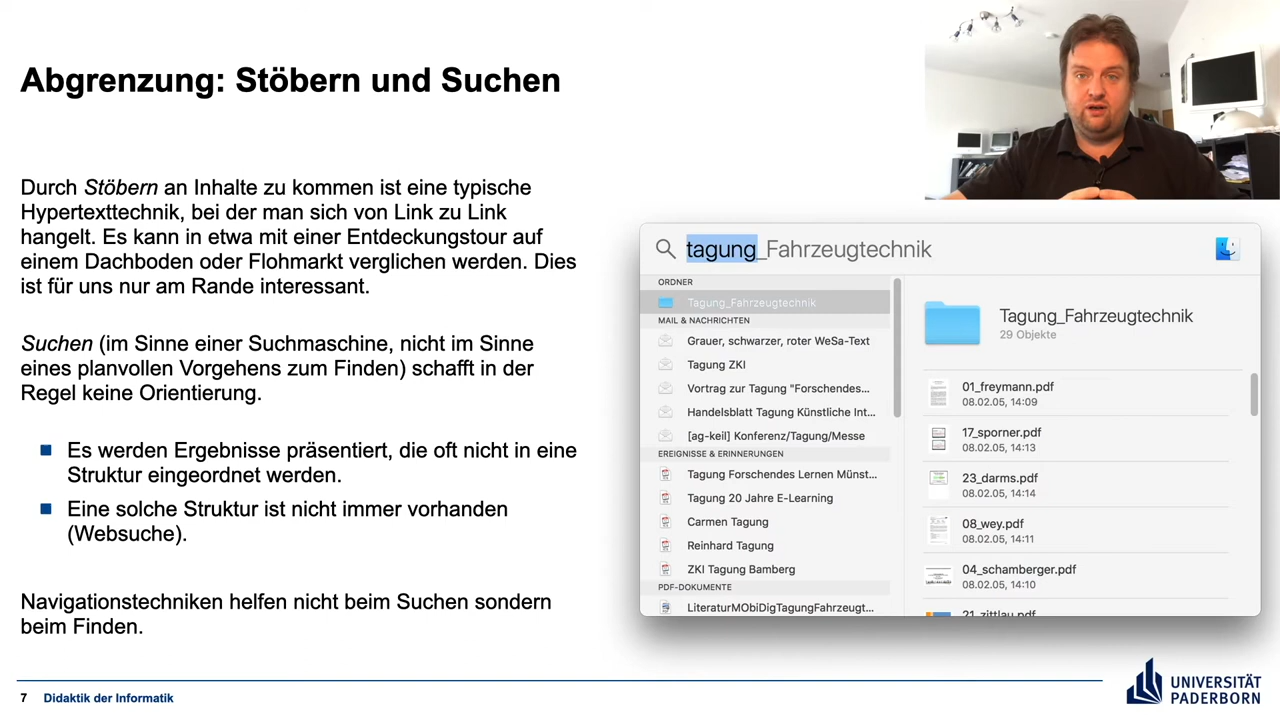 Abgrenzung: Stöbern und Suchen
Durch Stöbern an Inhalte zu kommen ist eine typische
Hypertexttechnik, bei der man sich von Link zu Link
hangelt. Es kann in etwa mit einer Entdeckungstour auf
einem Dachboden oder Flohmarkt verglichen werden. Dies
ist für uns nur am Rande interessant.
Suchen (im Sinne einer Suchmaschine, nicht im Sinne
eines planvollen Vorgehens zum Finden) schafft in der
Regel keine Orientierung.
Es werden Ergebnisse präsentiert, die oft nicht in eine
Struktur eingeordnet werden.
Eine solche Struktur ist nicht immer vorhanden
(Websuche).
Navigationstechniken helfen nicht beim Suchen sondern
beim Finden.
tagung_Fahrzeugtechnik
ORDNER
Tagung_Fahrzeugtechnik
MAIL & NACHRICHTEN
Grauer, schwarzer, roter WeSa-Text
Tagung ZKI
Vortrag zur Tagung "Forschendes...
Handelsblatt Tagung Künstliche Int...
[ag-keil] Konferenz/Tagung/Messe
EREIGNISSE & ERINNERUNGEN
Tagung Forschendes Lernen Münst...
Tagung 20 Jahre E-Learning
Carmen Tagung
Reinhard Tagung
ZKI Tagung Bamberg
PDF-DOKUMENTE
LiteraturMObiDigTagungFahrzeugt...
Tagung_Fahrzeugtechnik
29 Objekte
01_freymann.pdf
08.02.05, 14:09
17_sporner.pdf
08.02.05, 14:13
23_darms.pdf
08.02.05, 14:14
08_wey.pdf
08.02.05, 14:11
04_schamberger.pdf
08.02.05, 14:10
21_zittlau.pdf
7 Didaktik der Informatik
UNIVERSITÄT
PADERBORN